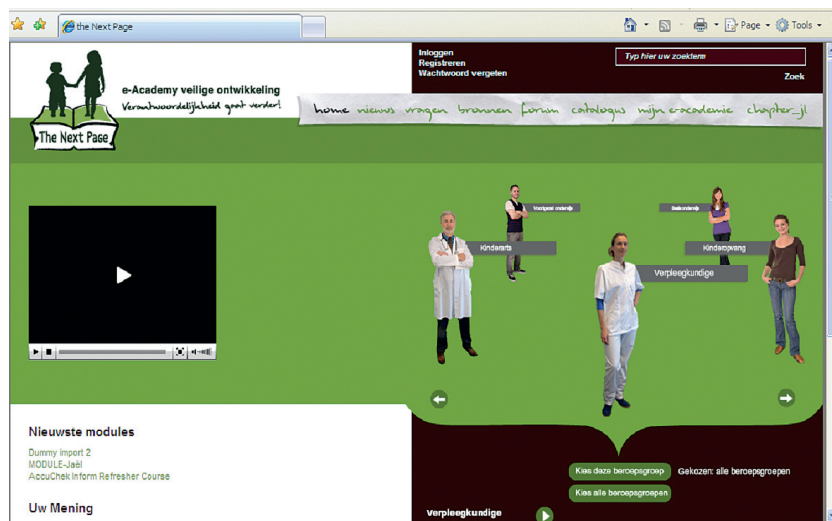 the Next Page
Page
Tools
Inloggen
Registreren
Wachtwoord vergeten
Typ hier uw zoekterm
Zoek
e-Academy veilige ontwikkeling
Verantwoordelijkheid gaat verder!
The Next Page
home nieuws vragen bronnen forum catalogus mijn e-academie chapter_jl
Voortgezet onderwijs
Basisonderwijs
Kinderarts
Kinderopvang
Verpleegkundige
Nieuwste modules
Dummy import 2
MODULE-Jaël
AccuChek Inform Refresher Course
Uw Mening
Kies deze beroepsgroep
Gekozen: alle beroepsgroepen
Kies alle beroepsgroepen
Verpleegkundige